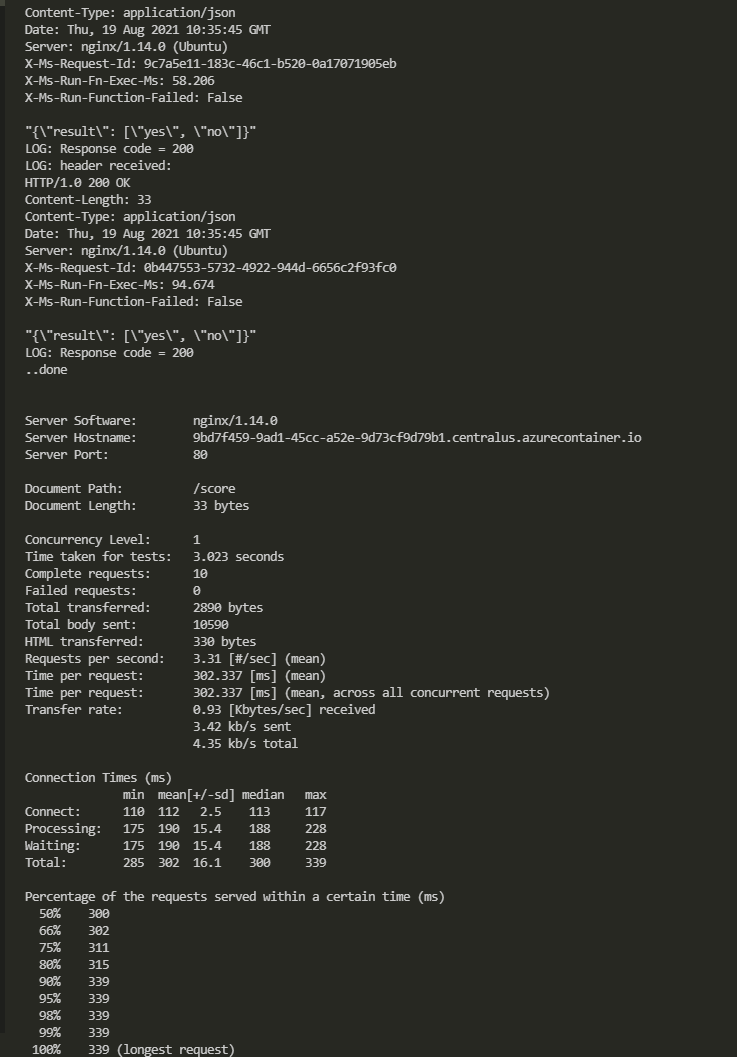 Content-Type: application/json
Date: Thu, 19 Aug 2021 10:35:45 GMT
Server: nginx/1.14.0 (Ubuntu)
X-Ms-Request-Id: 9c7a5e11-183c-46c1-b520-0a17071905eb
X-Ms-Run-Fn-Exec-Ms: 58.206
X-Ms-Run-Function-Failed: False

"{\"result\": [\"yes\", \"no\"]}"
LOG: Response code = 200
LOG: header received:
HTTP/1.0 200 OK
Content-Length: 33
Content-Type: application/json
Date: Thu, 19 Aug 2021 10:35:45 GMT
Server: nginx/1.14.0 (Ubuntu)
X-Ms-Request-Id: 0b447553-5732-4922-944d-6656c2f93fc0
X-Ms-Run-Fn-Exec-Ms: 94.674
X-Ms-Run-Function-Failed: False

"{\"result\": [\"yes\", \"no\"]}"
LOG: Response code = 200
..done

Server Software:        nginx/1.14.0
Server Hostname:        9bd7f459-9ad1-45cc-a52e-9d73cf9d79b1.centralus.azurecontainer.io
Server Port:            80

Document Path:          /score
Document Length:        33 bytes

Concurrency Level:      1
Time taken for tests:   3.023 seconds
Complete requests:      10
Failed requests:        0
Total transferred:      2890 bytes
Total body sent:        10590
HTML transferred:       330 bytes
Requests per second:    3.31 [#/sec] (mean)
Time per request:       302.337 [ms] (mean)
Time per request:       302.337 [ms] (mean, across all concurrent requests)
Transfer rate:          0.93 [Kbytes/sec] received
                        3.42 kb/s sent
                        4.35 kb/s total

Connection Times (ms)
              min  mean[+/-sd] median   max
Connect:      110  112   2.5    113     117
Processing:   175  190  15.4    188     228
Waiting:      175  190  15.4    188     228
Total:        285  302  16.1    300     339

Percentage of the requests served within a certain time (ms)
  50%    300
  66%    302
  75%    311
  80%    315
  90%    339
  95%    339
  98%    339
  99%    339
 100%    339 (longest request)